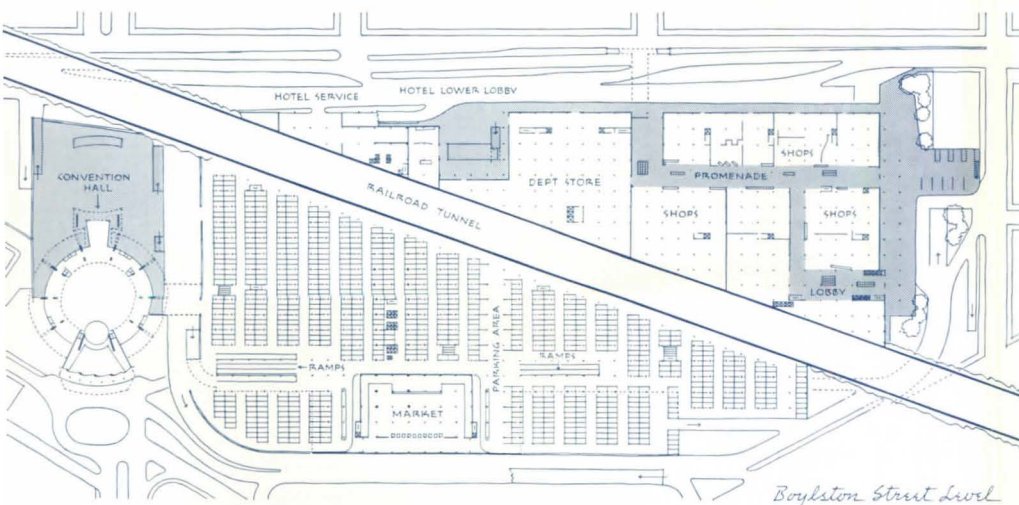 HOTEL SERVICE
HOTEL LOWER LOBBY
CONVENTION
HALL
RAILROAD TUNNEL
DEPT STORE
SHOPS
PROMENADE
SHOPS
SHOPS
LOBBY
PARKING AREA
RAMPS
RAMPS
MARKET
Boylston Street Level